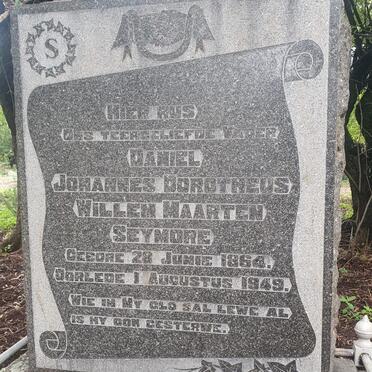 S
HIER RUS
ONS TEERGELIEFDE VADER
DANIEL
JOHANNES DOROTHEUS
WILLEM MAARTEN
SEYMORE
GEBORE 28 JUNIE 1864.
OORLEDE 1 AUGUSTUS 1949.
WIE IN MY GLO SAL LEWE AL
IS HY OOK GESTERWE.